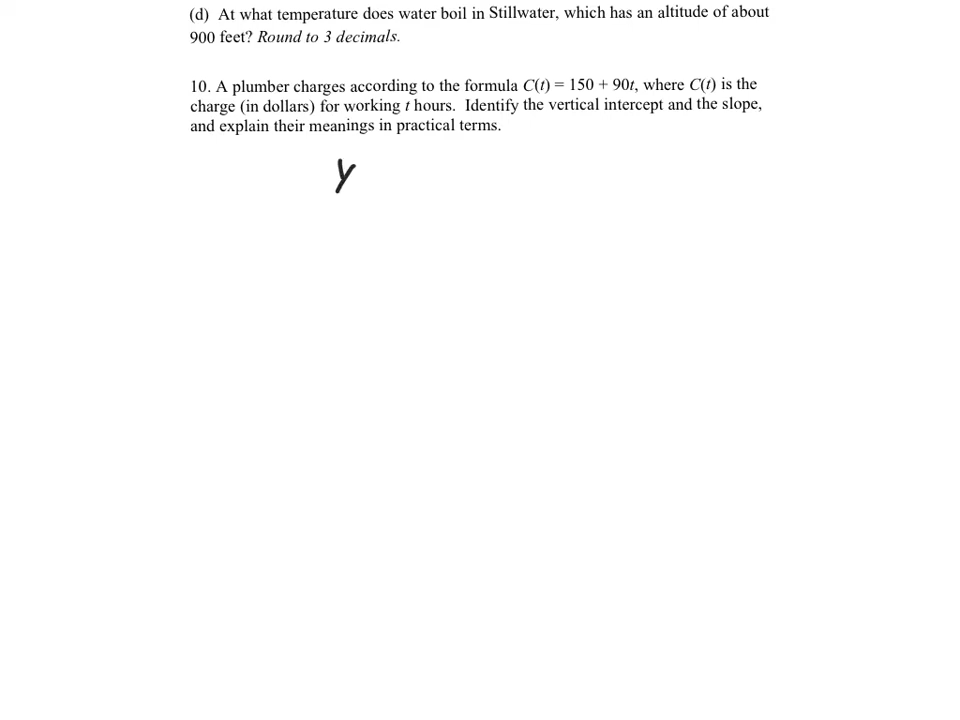 (d) At what temperature does water boil in Stillwater, which has an altitude of about
900 feet? Round to 3 decimals.
10. A plumber charges according to the formula C(t) = 150 + 90t, where C(t) is the
charge (in dollars) for working t hours. Identify the vertical intercept and the slope,
and explain their meanings in practical terms.
y